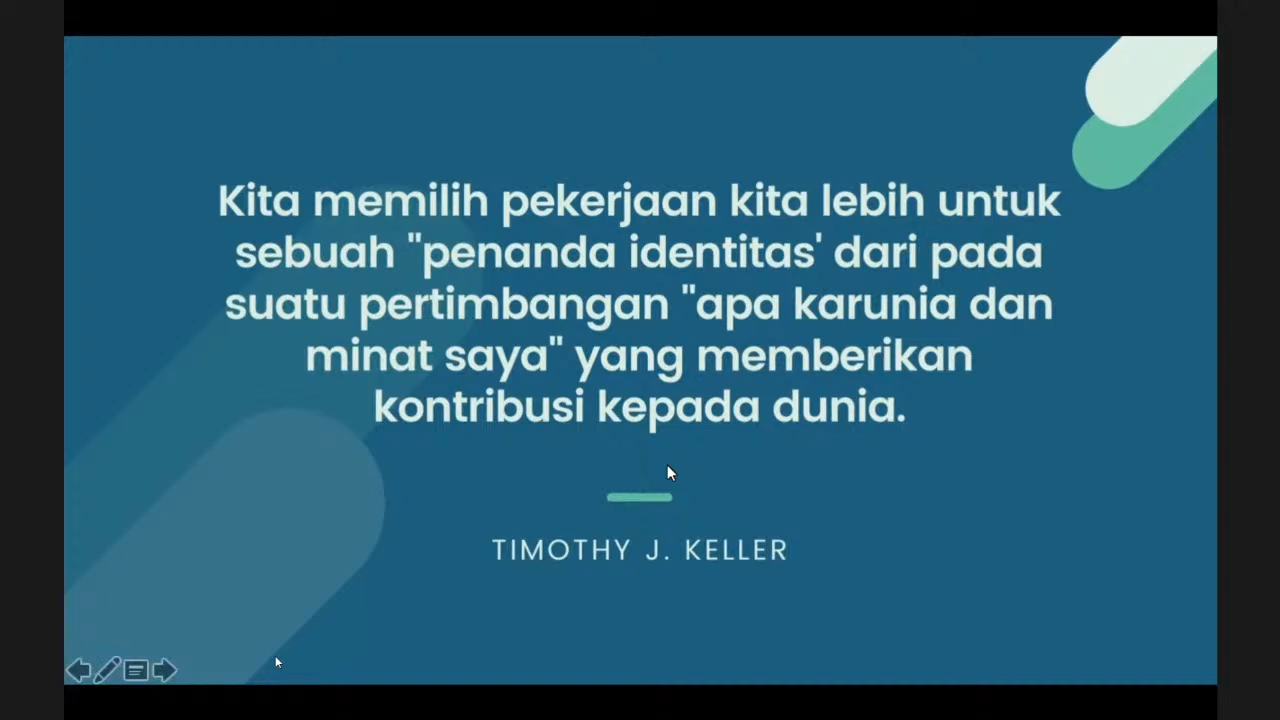 Kita memilih pekerjaan kita lebih untuk
sebuah "penanda identitas' dari pada
suatu pertimbangan "apa karunia dan
minat saya" yang memberikan
kontribusi kepada dunia.
TIMOTHY J. KELLER